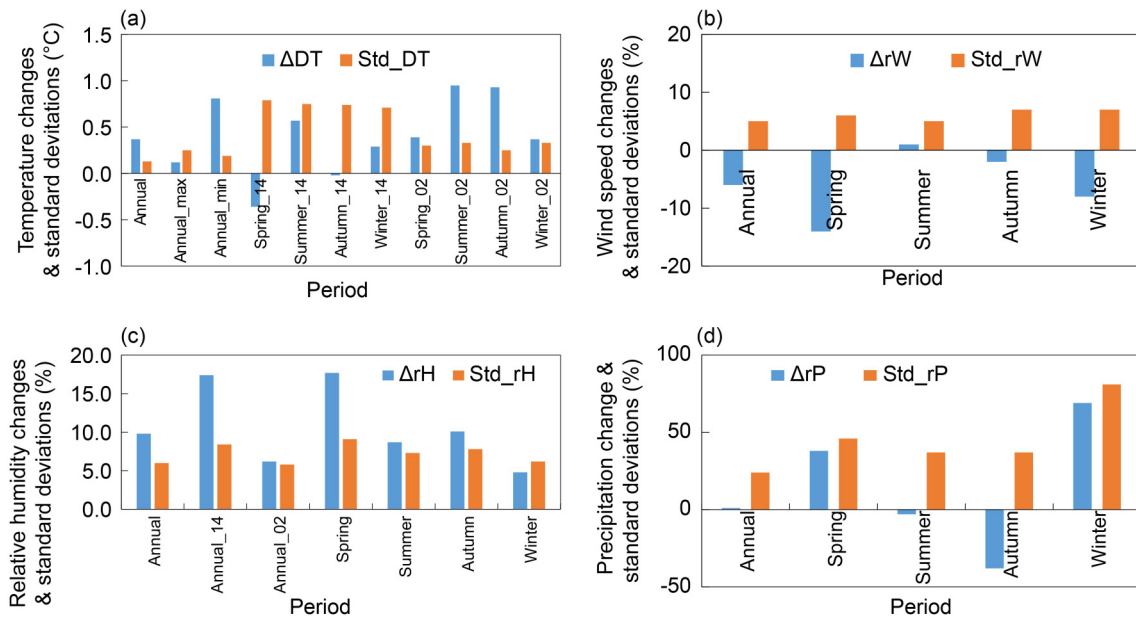 (a)
Temperature changes
& standard devitations (°C)
1.5
1.0
0.5
0.0
-0.5
-1.0
ΔDT
Std_DT
Annual
Annual_max
Annual_min
Spring_14
Summer_14
Autumn_14
Winter_14
Spring_02
Summer_02
Autumn_02
Winter_02
Period
(b)
Wind speed changes
& standard deviations (%)
20
10
0
-10
-20
ΔrW
Std_rW
Annual
Spring
Summer
Autumn
Winter
Period
(c)
Relative humidity changes
& standard deviations (%)
20.0
15.0
10.0
5.0
0.0
ΔrH
Std_rH
Annual
Annual_14
Annual_02
Spring
Summer
Autumn
Winter
Period
(d)
Precipitation change &
standard deviations (%)
100
50
0
-50
ΔrP
Std_rP
Annual
Spring
Summer
Autumn
Winter
Period